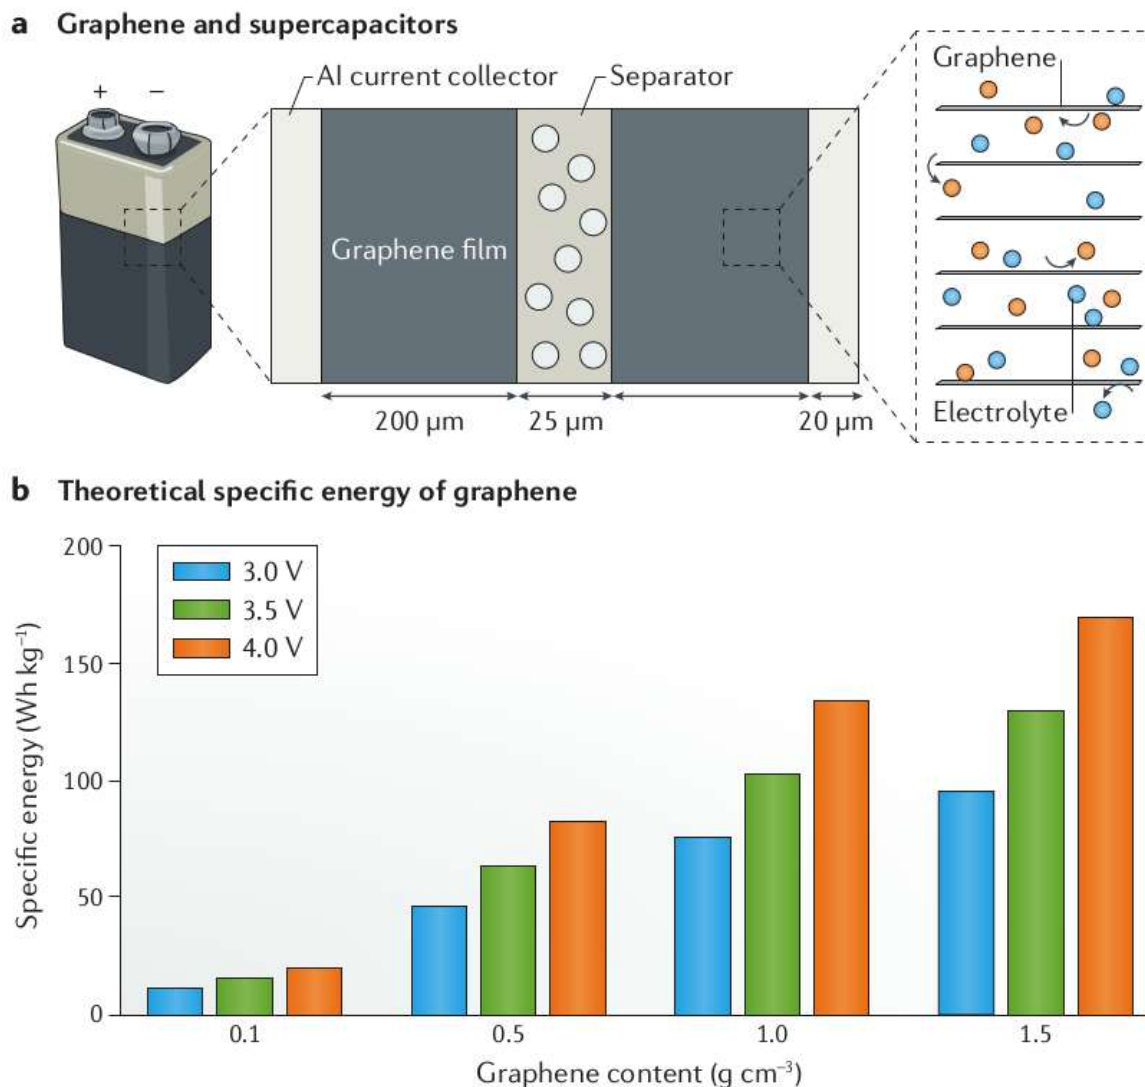 a Graphene and supercapacitors
Al current collector
Separator
Graphene
+ −
Graphene film
200 µm
25 µm
20 µm
Electrolyte
b Theoretical specific energy of graphene
200
150
100
50
0
Specific energy (Wh kg⁻¹)
3.0 V
3.5 V
4.0 V
0.1
0.5
1.0
1.5
Graphene content (g cm⁻³)